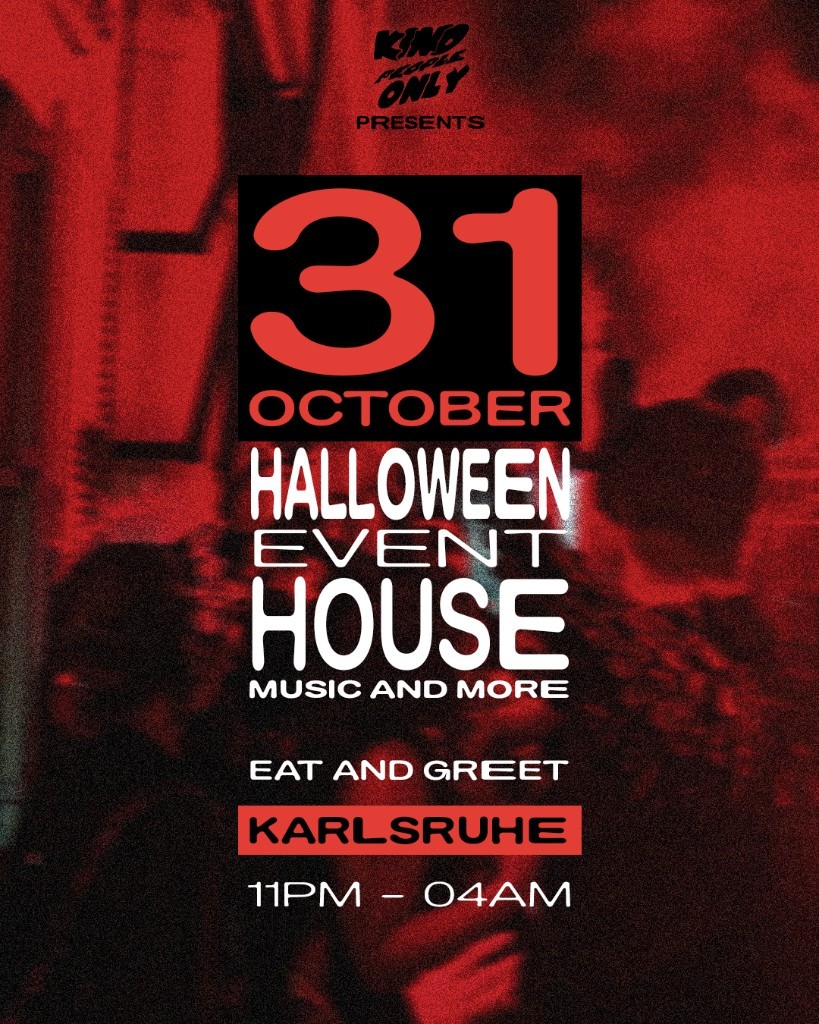 KIND
PEOPLE
ONLY
PRESENTS
31
OCTOBER
HALLOWEEN
EVENT
HOUSE
MUSIC AND MORE
EAT AND GREET
KARLSRUHE
11PM – 04AM